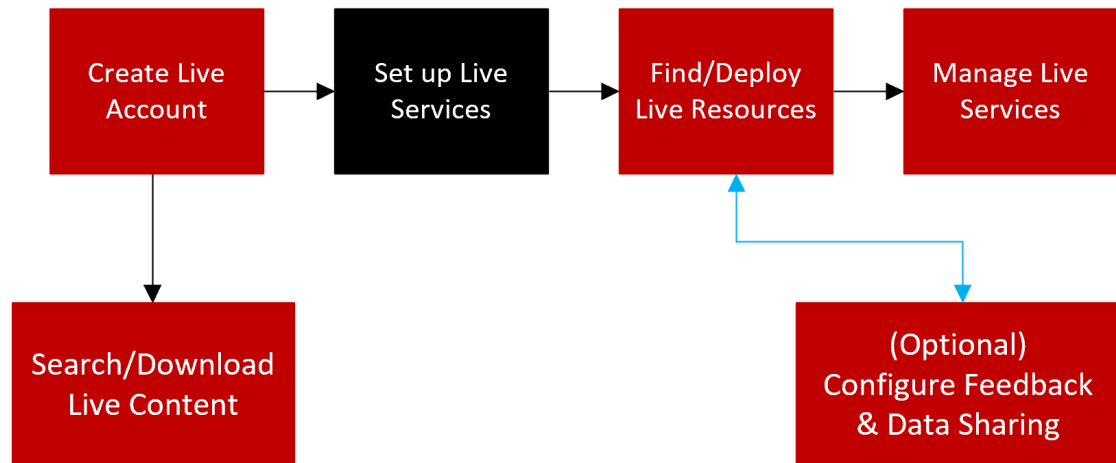 Create Live
Account
Set up Live
Services
Find/Deploy
Live Resources
Manage Live
Services
Search/Download
Live Content
(Optional)
Configure Feedback
& Data Sharing